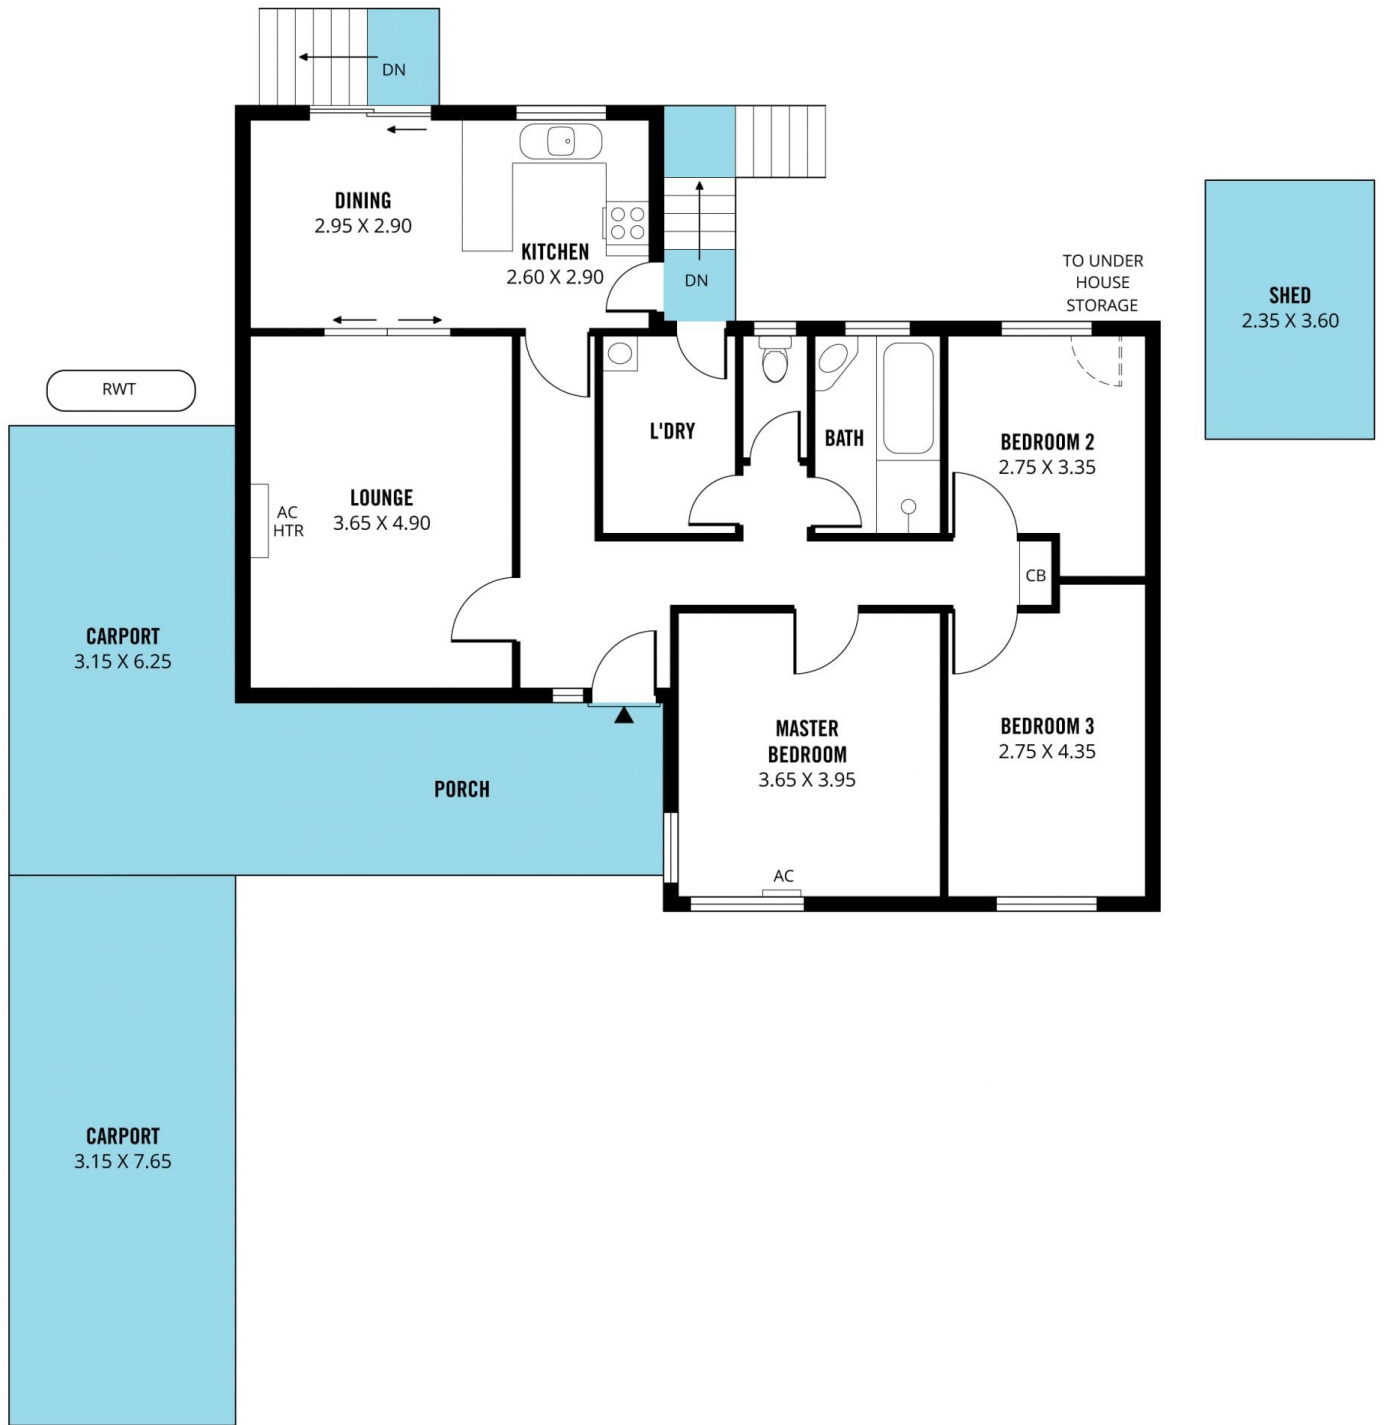 DN
DINING
2.95 X 2.90
KITCHEN
2.60 X 2.90
DN
TO UNDER
HOUSE
STORAGE
SHED
2.35 X 3.60
RWT
L'DRY
BATH
BEDROOM 2
2.75 X 3.35
LOUNGE
3.65 X 4.90
AC
HTR
CB
CARPORT
3.15 X 6.25
MASTER
BEDROOM
3.65 X 3.95
BEDROOM 3
2.75 X 4.35
PORCH
AC
CARPORT
3.15 X 7.65